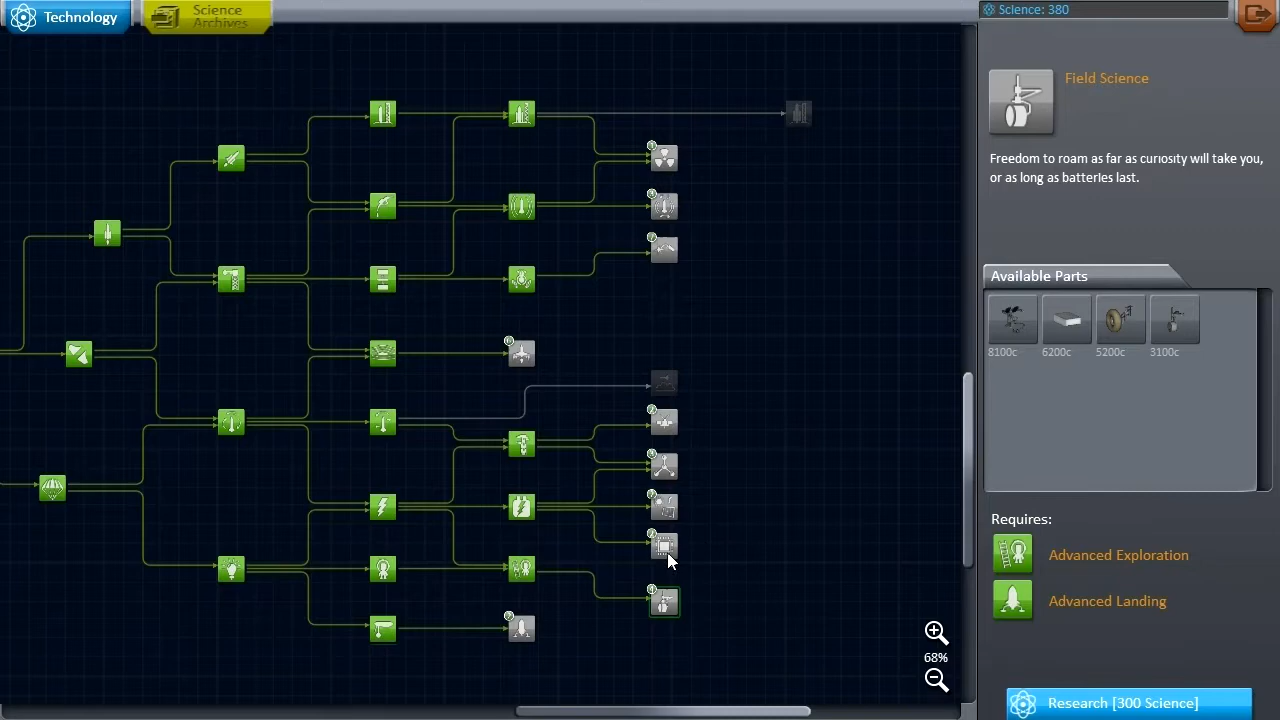 Technology
Science
Archives
Science: 380
Field Science
Freedom to roam as far as curiosity will take you,
or as long as batteries last.
Available Parts
8100c 6200c 5200c 3100c
Requires:
Advanced Exploration
Advanced Landing
68%
Research [300 Science]